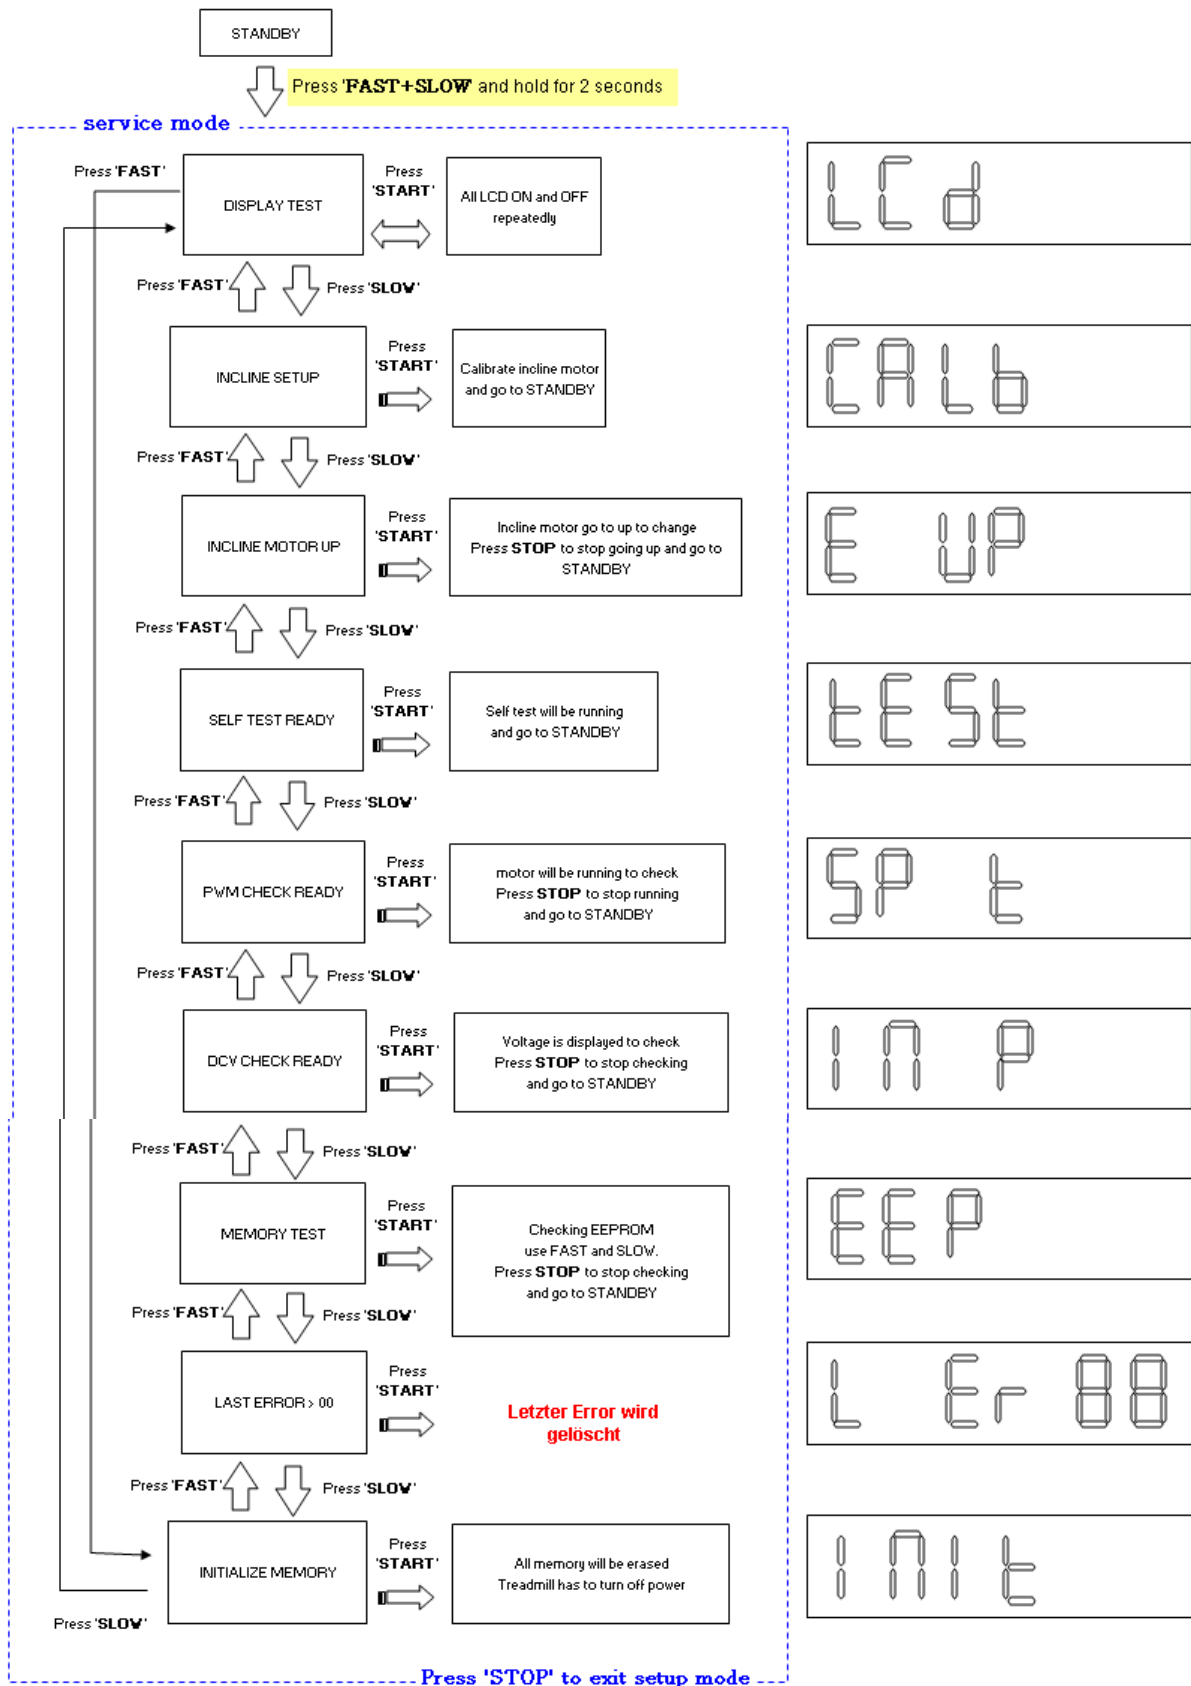 STANDBY
Press 'FAST+SLOW' and hold for 2 seconds
service mode
Press 'FAST'
DISPLAY TEST
Press
'START'
All LCD ON and OFF
repeatedly
LCd
Press 'FAST'
Press 'SLOW'
INCLINE SETUP
Press
'START'
Calibrate incline motor
and go to STANDBY
CALb
Press 'FAST'
Press 'SLOW'
INCLINE MOTOR UP
Press
'START'
Incline motor go to up to change
Press STOP to stop going up and go to
STANDBY
E UP
Press 'FAST'
Press 'SLOW'
SELF TEST READY
Press
'START'
Self test will be running
and go to STANDBY
tESt
Press 'FAST'
Press 'SLOW'
PWM CHECK READY
Press
'START'
motor will be running to check
Press STOP to stop running
and go to STANDBY
SP t
Press 'FAST'
Press 'SLOW'
DCV CHECK READY
Press
'START'
Voltage is displayed to check
Press STOP to stop checking
and go to STANDBY
IN P
Press 'FAST'
Press 'SLOW'
MEMORY TEST
Press
'START'
Checking EEPROM
use FAST and SLOW.
Press STOP to stop checking
and go to STANDBY
EEP
Press 'FAST'
Press 'SLOW'
LAST ERROR > 00
Press
'START'
Letzter Error wird
gelöscht
L Er 88
Press 'FAST'
Press 'SLOW'
INITIALIZE MEMORY
Press
'START'
All memory will be erased
Treadmill has to turn off power
INIt
Press 'SLOW'
Press 'STOP' to exit setup mode